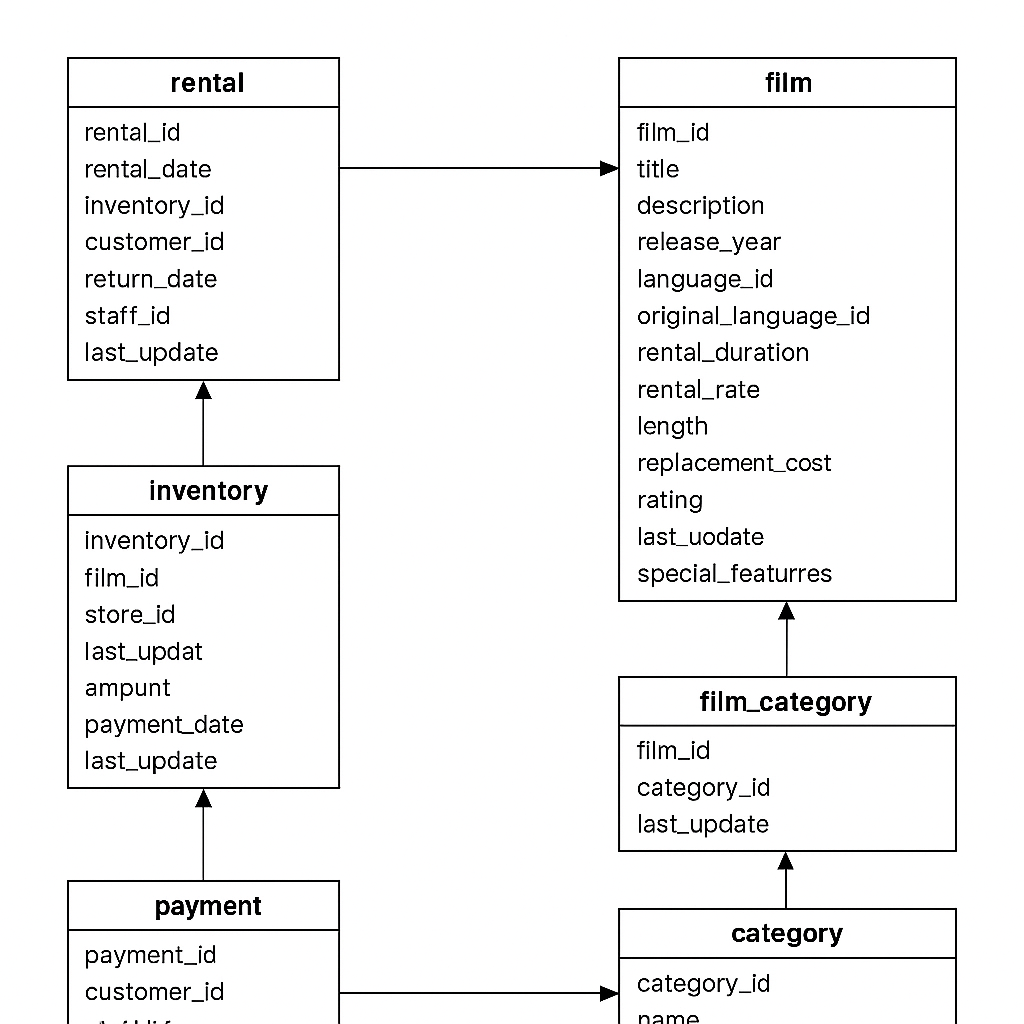 rental
rental_id
rental_date
inventory_id
customer_id
return_date
staff_id
last_update
inventory
inventory_id
film_id
store_id
last_updat
ampunt
payment_date
last_update
payment
payment_id
customer_id
film
film_id
title
description
release_year
language_id
original_language_id
rental_duration
rental_rate
length
replacement_cost
rating
last_uodate
special_featurres
film_category
film_id
category_id
last_update
category
category_id
name